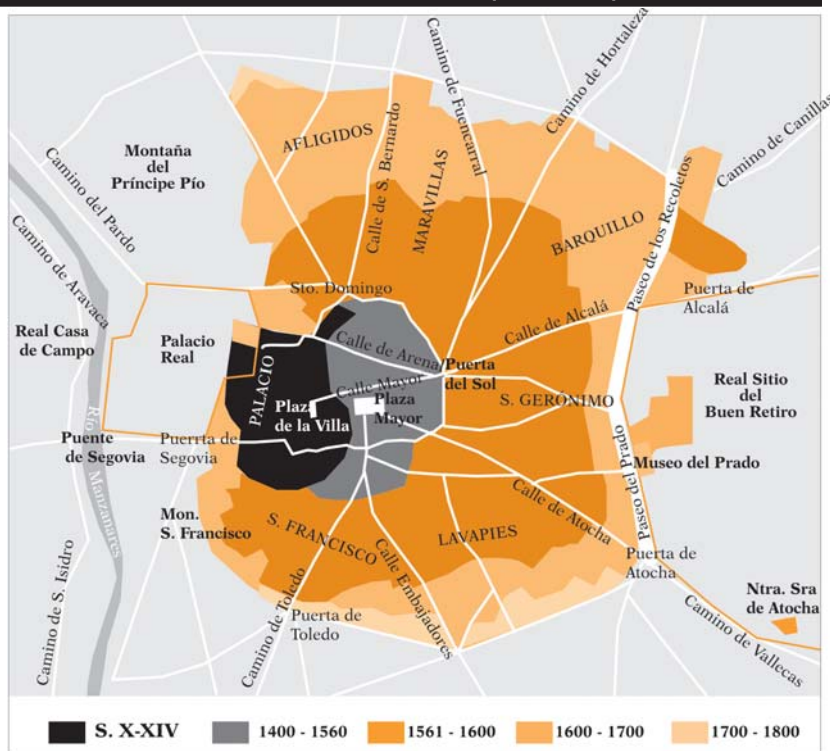 Camino de Fuencarral
Camino de Hortaleza
Camino de Canillas
Montaña
del
Príncipe Pío
AFLIGIDOS
Calle de S. Bernardo
MARAVILLAS
BARQUILLO
Paseo de los Recoletos
Camino del Pardo
Camino de Aravaca
Sto. Domingo
Puerta de
Alcalá
Calle de Alcalá
Real Casa
de Campo
Palacio
Real
PALACIO
Calle de Arena
Puerta
del Sol
Calle Mayor
Plaza
de la Villa
Plaza
Mayor
S. GERÓNIMO
Real Sitio
del
Buen Retiro
Río Manzanares
Puente
de Segovia
Puerrta de
Segovia
Museo del Prado
Paseo del Prado
Mon.
S. Francisco
S. FRANCISCO
LAVAPIES
Calle de Atocha
Puerta de
Atocha
Camino de S. Isidro
Camino de Toledo
Puerta de
Toledo
Calle Embajadores
Ntra. Sra
de Atocha
Camino de Vallecas
S. X-XIV
1400 - 1560
1561 - 1600
1600 - 1700
1700 - 1800